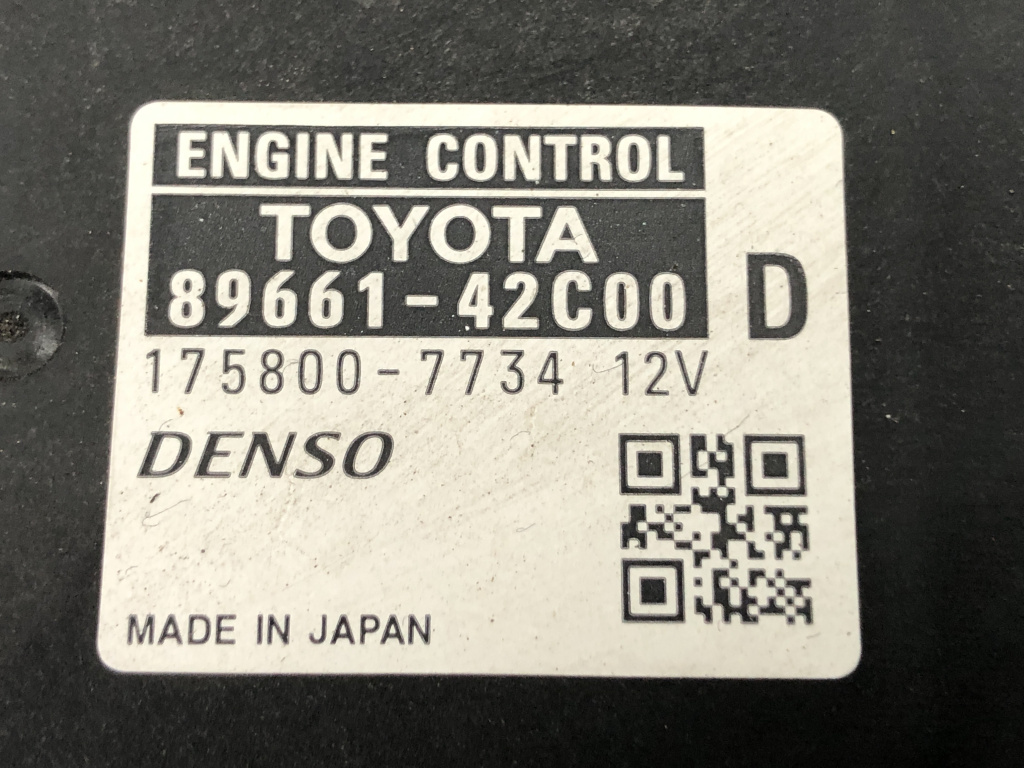 ENGINE CONTROL
TOYOTA
89661-42C00
D
175800-7734 12V
DENSO
MADE IN JAPAN